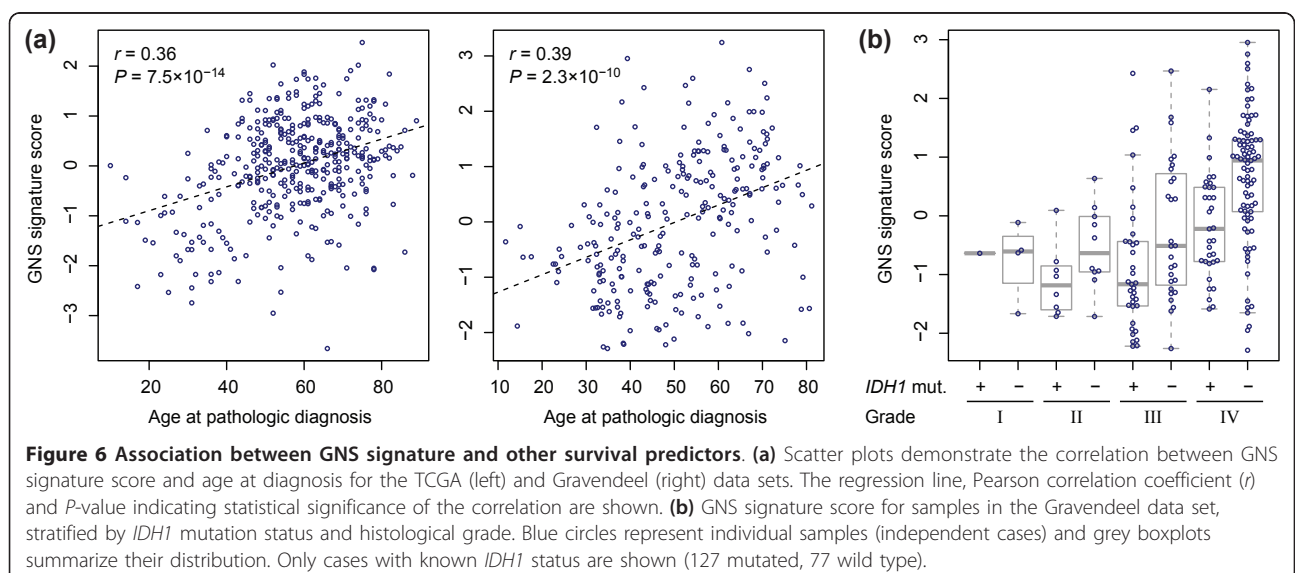 (a)
r = 0.36
P = 7.5×10−14
GNS signature score
2
1
0
−1
−2
−3
20 40 60 80
Age at pathologic diagnosis
r = 0.39
P = 2.3×10−10
3
2
1
0
−1
−2
10 20 30 40 50 60 70 80
Age at pathologic diagnosis
(b)
GNS signature score
3
2
1
0
−1
−2
IDH1 mut. + − + − + − + −
Grade I II III IV
Figure 6 Association between GNS signature and other survival predictors. (a) Scatter plots demonstrate the correlation between GNS
signature score and age at diagnosis for the TCGA (left) and Gravendeel (right) data sets. The regression line, Pearson correlation coefficient (r)
and P-value indicating statistical significance of the correlation are shown. (b) GNS signature score for samples in the Gravendeel data set,
stratified by IDH1 mutation status and histological grade. Blue circles represent individual samples (independent cases) and grey boxplots
summarize their distribution. Only cases with known IDH1 status are shown (127 mutated, 77 wild type).